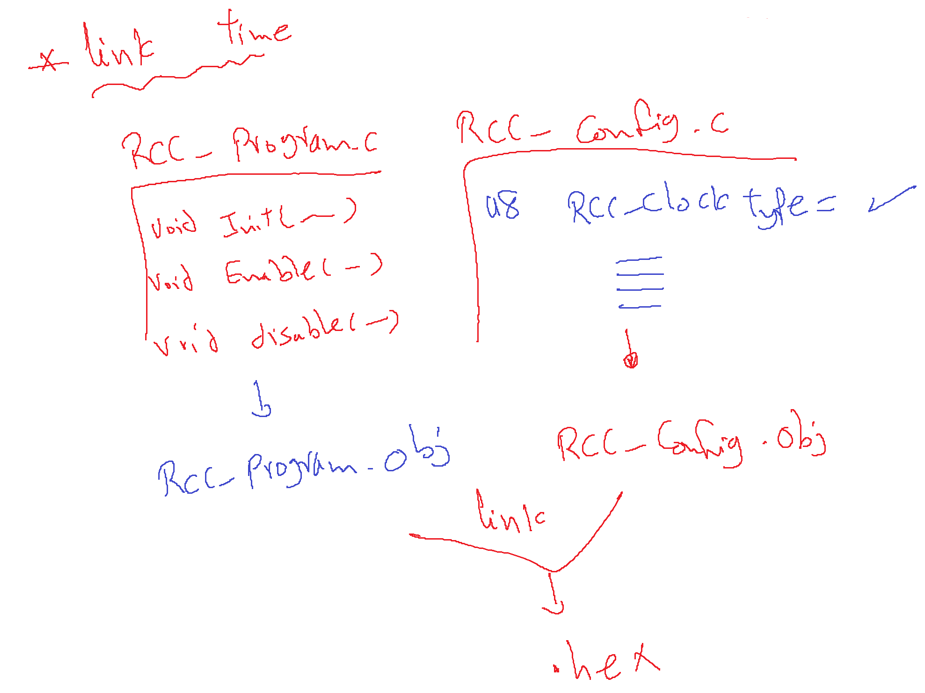 * link time
RCC_Program.c
void Init(~)
void Enable(-)
void disable(-)
RCC_Program.obj
RCC_Config.c
u8 RCC_Clock type = ✓
RCC_Config.obj
link
.hex